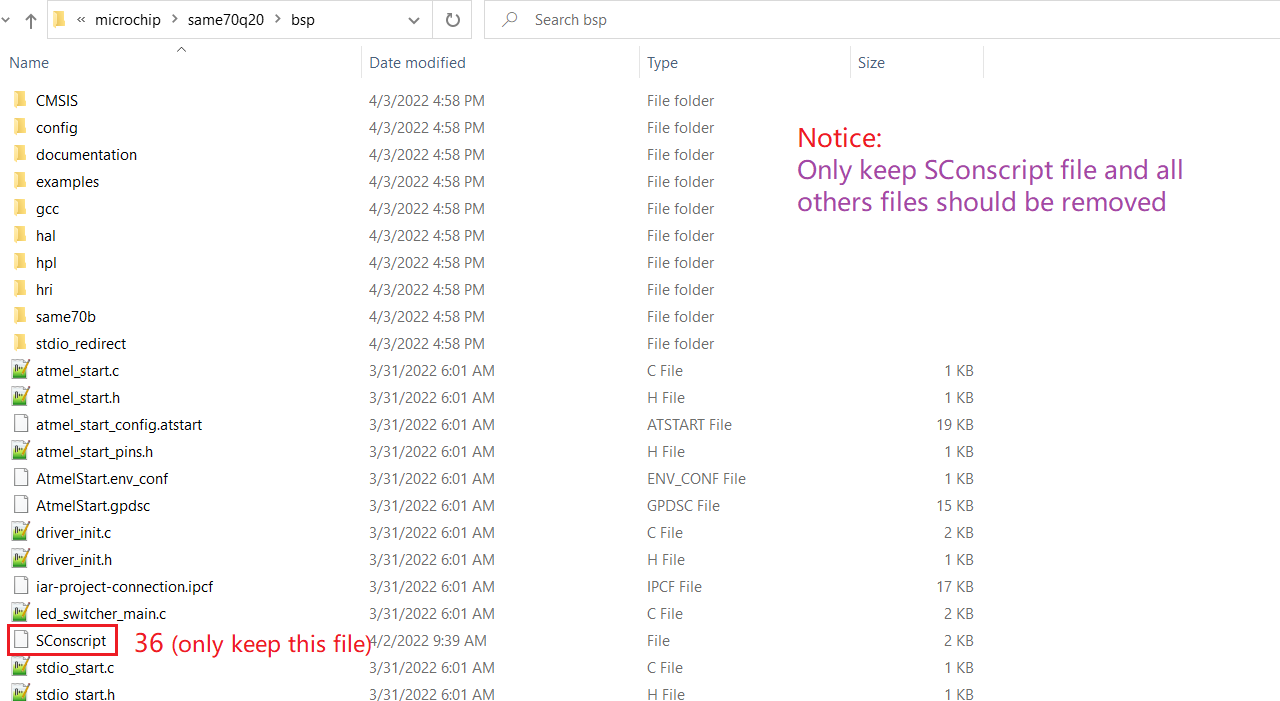 « microchip > same70q20 > bsp Search bsp
Name Date modified Type Size
CMSIS 4/3/2022 4:58 PM File folder
config 4/3/2022 4:58 PM File folder
documentation 4/3/2022 4:58 PM File folder
examples 4/3/2022 4:58 PM File folder
gcc 4/3/2022 4:58 PM File folder
hal 4/3/2022 4:58 PM File folder
hpl 4/3/2022 4:58 PM File folder
hri 4/3/2022 4:58 PM File folder
same70b 4/3/2022 4:58 PM File folder
stdio_redirect 4/3/2022 4:58 PM File folder
Notice:
Only keep SConscript file and all
others files should be removed
atmel_start.c 3/31/2022 6:01 AM C File 1 KB
atmel_start.h 3/31/2022 6:01 AM H File 1 KB
atmel_start_config.atstart 3/31/2022 6:01 AM ATSTART File 19 KB
atmel_start_pins.h 3/31/2022 6:01 AM H File 1 KB
AtmelStart.env_conf 3/31/2022 6:01 AM ENV_CONF File 1 KB
AtmelStart.gpdsc 3/31/2022 6:01 AM GPDSC File 15 KB
driver_init.c 3/31/2022 6:01 AM C File 2 KB
driver_init.h 3/31/2022 6:01 AM H File 1 KB
iar-project-connection.ipcf 3/31/2022 6:01 AM IPCF File 17 KB
led_switcher_main.c 3/31/2022 6:01 AM C File 2 KB
SConscript 36 (only keep this file) 4/2/2022 9:39 AM File 2 KB
stdio_start.c 3/31/2022 6:01 AM C File 1 KB
stdio_start.h 3/31/2022 6:01 AM H File 1 KB